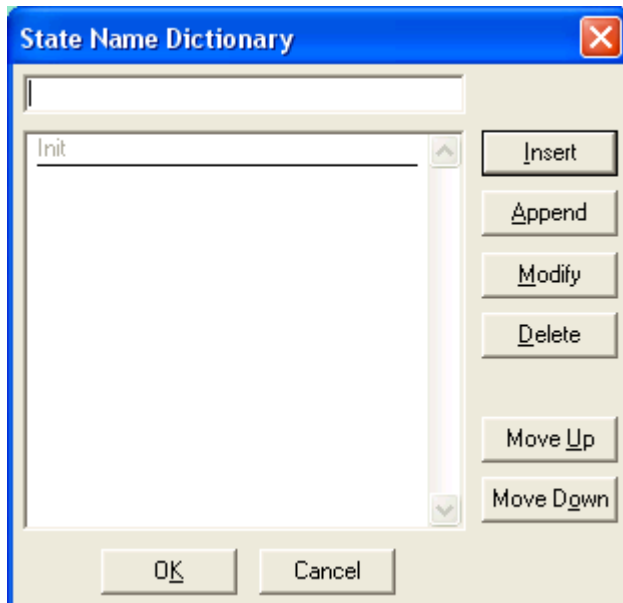 State Name Dictionary
Init
Insert
Append
Modify
Delete
Move Up
Move Down
OK
Cancel